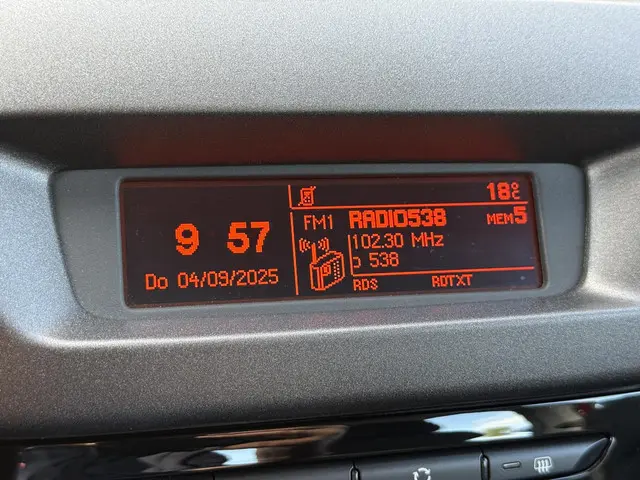 18°C
9 57
Do 04/09/2025
FM1 RADIO538 MEM5
102.30 MHz
ɔ 538
RDS RDTXT